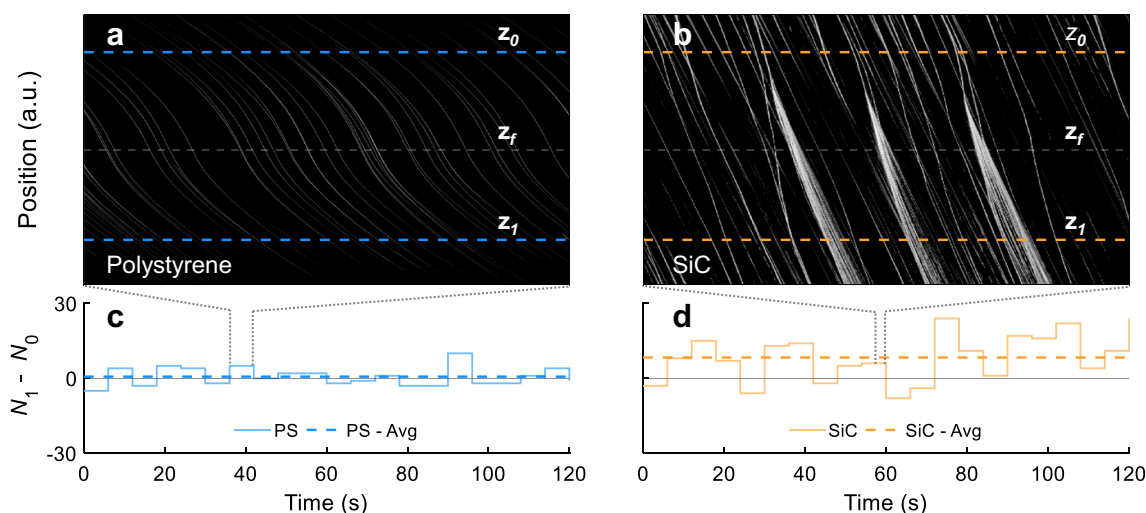 a
z0
zf
z1
Polystyrene
Position (a.u.)
b
z0
zf
z1
SiC
c
30
0
-30
N1 - N0
PS PS - Avg
0 20 40 60 80 100 120
Time (s)
d
SiC SiC - Avg
0 20 40 60 80 100 120
Time (s)